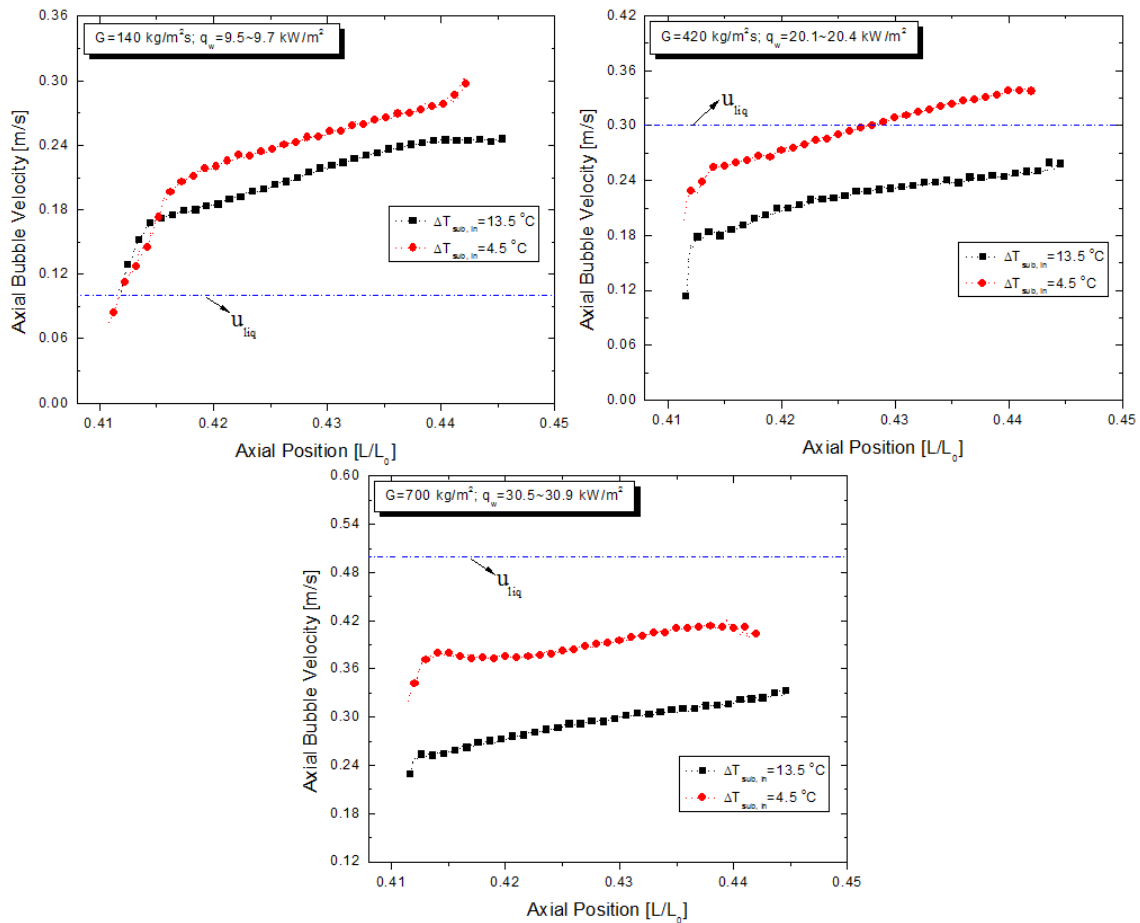 G=140 kg/m²s; q_w=9.5~9.7 kW/m²
0.36
0.30
0.24
0.18
0.12
0.06
0.00
Axial Bubble Velocity [m/s]
u_liq
ΔT_sub, in=13.5 °C
ΔT_sub, in=4.5 °C
0.41
0.42
0.43
0.44
0.45
Axial Position [L/L_0]
G=420 kg/m²s; q_w=20.1~20.4 kW/m²
0.42
0.36
0.30
0.24
0.18
0.12
0.06
0.00
Axial Bubble Velocity [m/s]
u_liq
ΔT_sub, in=13.5 °C
ΔT_sub, in=4.5 °C
0.41
0.42
0.43
0.44
0.45
Axial Position [L/L_0]
G=700 kg/m²; q_w=30.5~30.9 kW/m²
0.60
0.54
0.48
0.42
0.36
0.30
0.24
0.18
0.12
Axial Bubble Velocity [m/s]
u_liq
ΔT_sub, in=13.5 °C
ΔT_sub, in=4.5 °C
0.41
0.42
0.43
0.44
0.45
Axial Position [L/L_0]